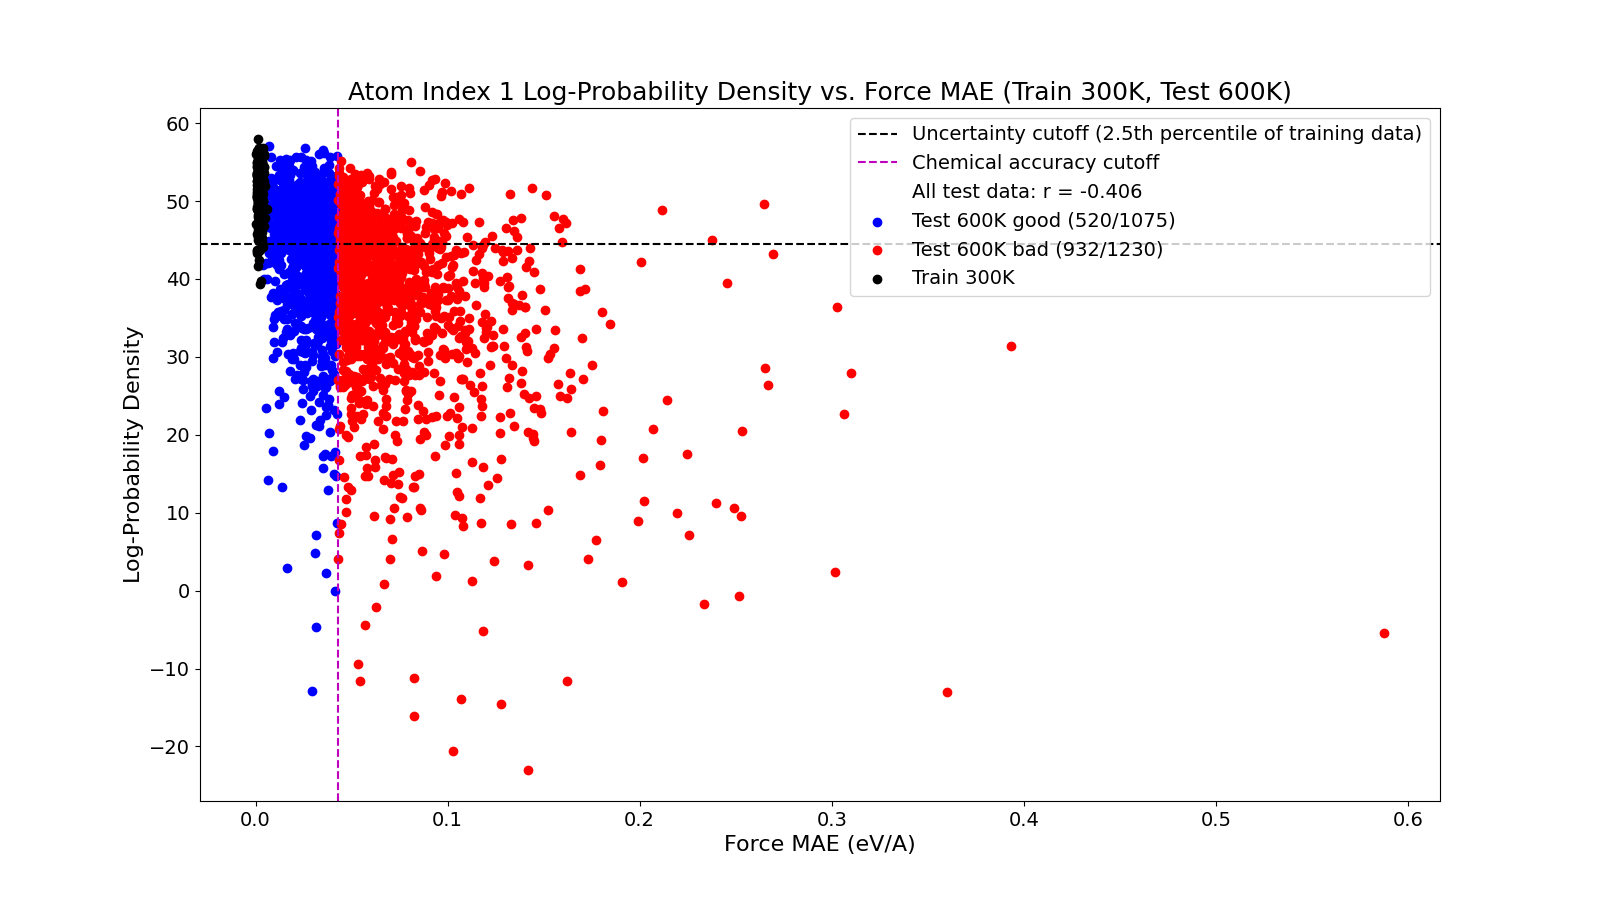 Atom Index 1 Log-Probability Density vs. Force MAE (Train 300K, Test 600K)
Uncertainty cutoff (2.5th percentile of training data)
Chemical accuracy cutoff
All test data: r = -0.406
Test 600K good (520/1075)
Test 600K bad (932/1230)
Train 300K
60
50
40
30
20
10
0
−10
−20
Log-Probability Density
0.0 0.1 0.2 0.3 0.4 0.5 0.6
Force MAE (eV/A)